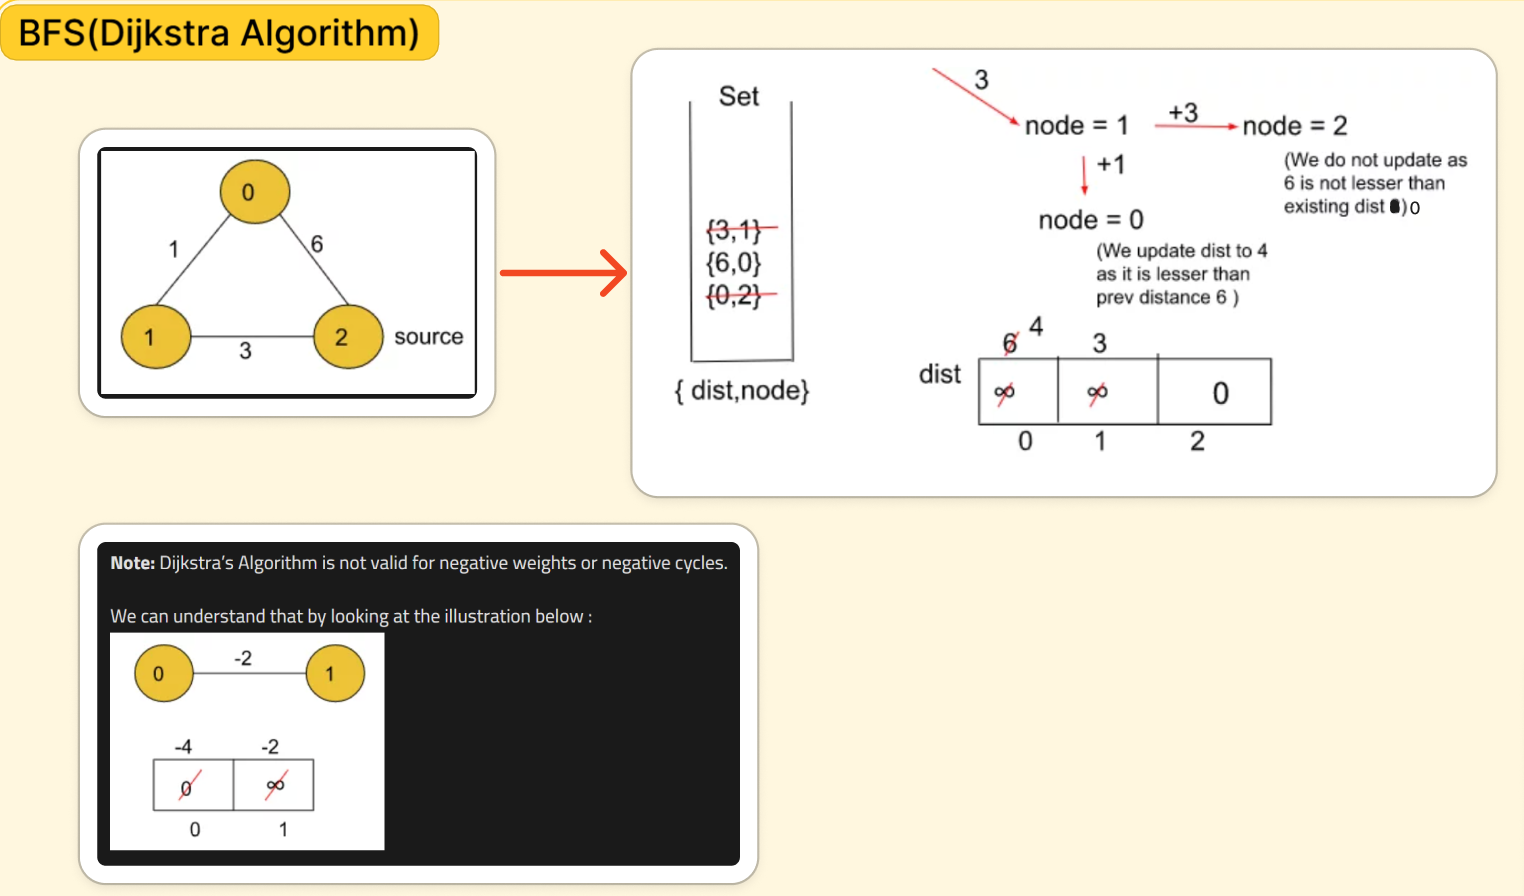 BFS(Dijkstra Algorithm)
0
1
6
1
3
2
source
Set
{3,1}
{6,0}
{0,2}
{ dist,node}
3
node = 1
+3
node = 2
(We do not update as
6 is not lesser than
existing dist )0
+1
node = 0
(We update dist to 4
as it is lesser than
prev distance 6 )
6 4 3
dist
∞ ∞ 0
0 1 2
Note: Dijkstra's Algorithm is not valid for negative weights or negative cycles.
We can understand that by looking at the illustration below :
0 -2 1
-4 -2
0 ∞
0 1